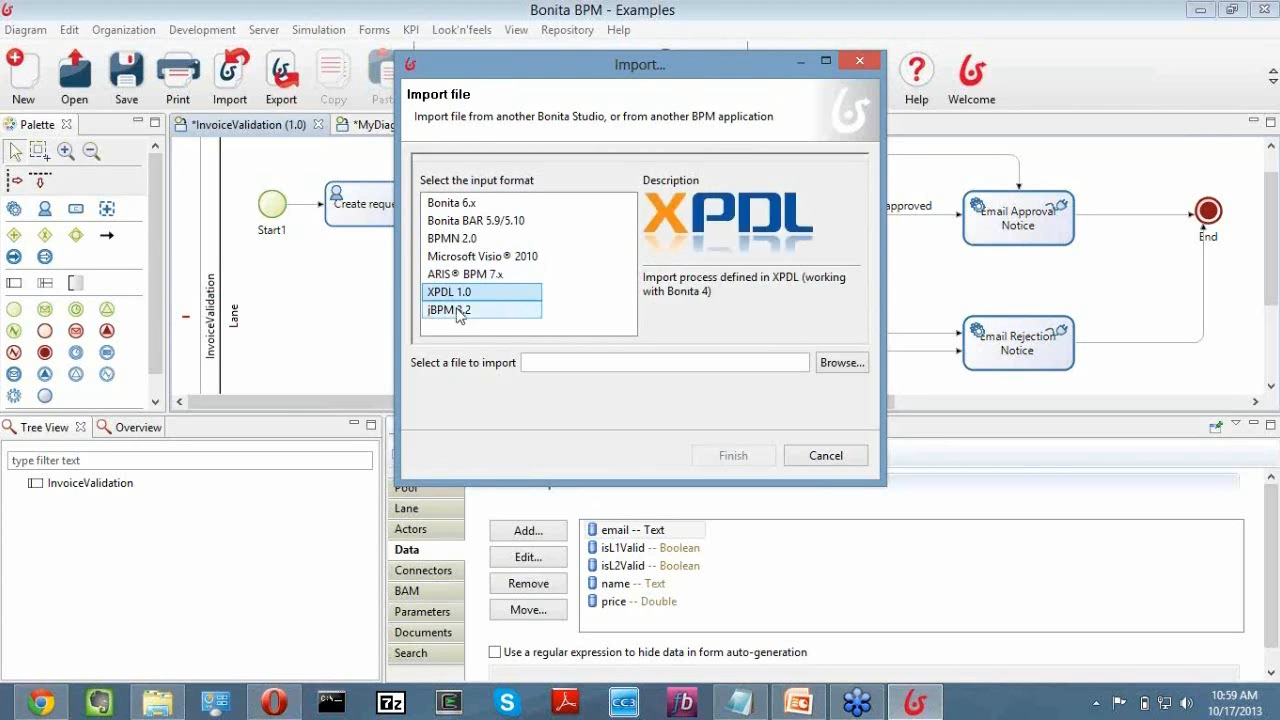 Bonita BPM - Examples
Diagram Edit Organization Development Server Simulation Forms KPI Look'n'feels View Repository Help
New Open Save Print Import Export Copy Help Welcome
Palette
*InvoiceValidation (1.0)
InvoiceValidation
Lane
Start1
Email Approval
Notice
End
Email Rejection
Notice
Import...
Import file
Import file from another Bonita Studio, or from another BPM application
Select the input format
Bonita 6.x
Bonita BAR 5.9/5.10
BPMN 2.0
Microsoft Visio® 2010
ARIS® BPM 7.x
XPDL 1.0
Description
XPDL
Import process defined in XPDL (working
with Bonita 4)
Select a file to import
Browse...
Finish
Cancel
Tree View
Overview
type filter text
InvoiceValidation
Pool
Lane
Actors
Data
Connectors
BAM
Parameters
Documents
Search
Add...
Edit...
Remove
Move...
email -- Text
isL1Valid -- Boolean
isL2Valid -- Boolean
name -- Text
price -- Double
Use a regular expression to hide data in form auto-generation
7z
CC3
fb
10:59 AM
10/17/2013